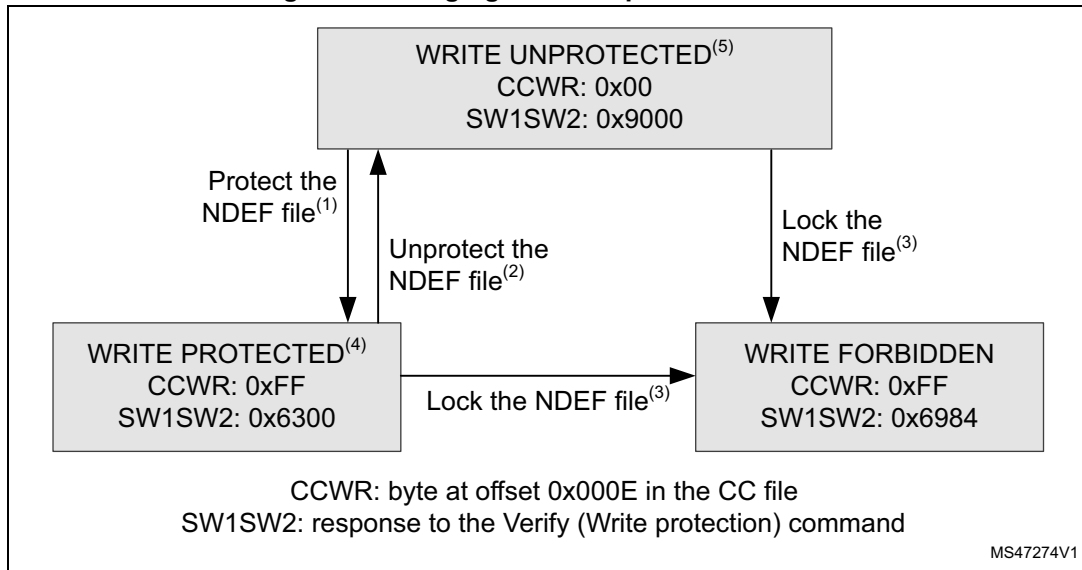 WRITE UNPROTECTED(5)
CCWR: 0x00
SW1SW2: 0x9000
Protect the
NDEF file(1)
Unprotect the
NDEF file(2)
Lock the
NDEF file(3)
WRITE PROTECTED(4)
CCWR: 0xFF
SW1SW2: 0x6300
Lock the NDEF file(3)
WRITE FORBIDDEN
CCWR: 0xFF
SW1SW2: 0x6984
CCWR: byte at offset 0x000E in the CC file
SW1SW2: response to the Verify (Write protection) command
MS47274V1